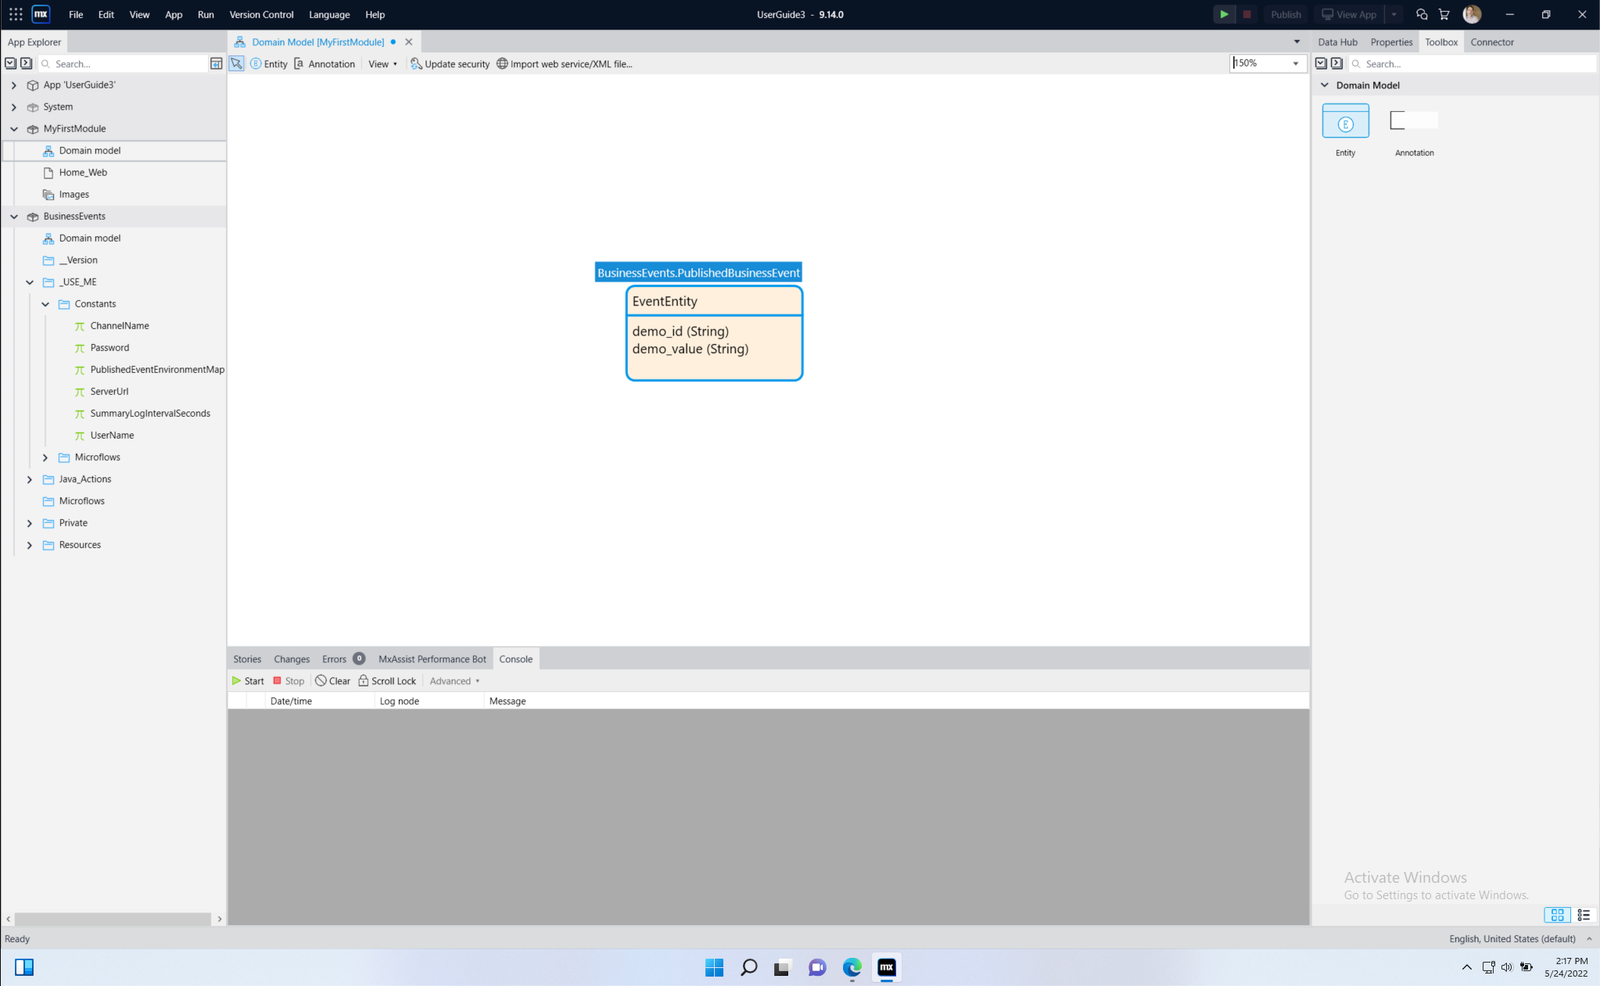 mx File Edit View App Run Version Control Language Help UserGuide3 - 9.14.0 Publish View App
App Explorer Domain Model [MyFirstModule] Data Hub Properties Toolbox Connector
Search... Entity Annotation View Update security Import web service/XML file... 150% Search...
App 'UserGuide3'
System
MyFirstModule
Domain model
Home_Web
Images
BusinessEvents
Domain model
__Version
_USE_ME
Constants
ChannelName
Password
PublishedEventEnvironmentMap
ServerUrl
SummaryLogIntervalSeconds
UserName
Microflows
Java_Actions
Microflows
Private
Resources
BusinessEvents.PublishedBusinessEvent
EventEntity
demo_id (String)
demo_value (String)
Domain Model
Entity Annotation
Stories Changes Errors 0 MxAssist Performance Bot Console
Start Stop Clear Scroll Lock Advanced
Date/time Log node Message
Activate Windows
Go to Settings to activate Windows.
Ready English, United States (default)
mx
2:17 PM
5/24/2022